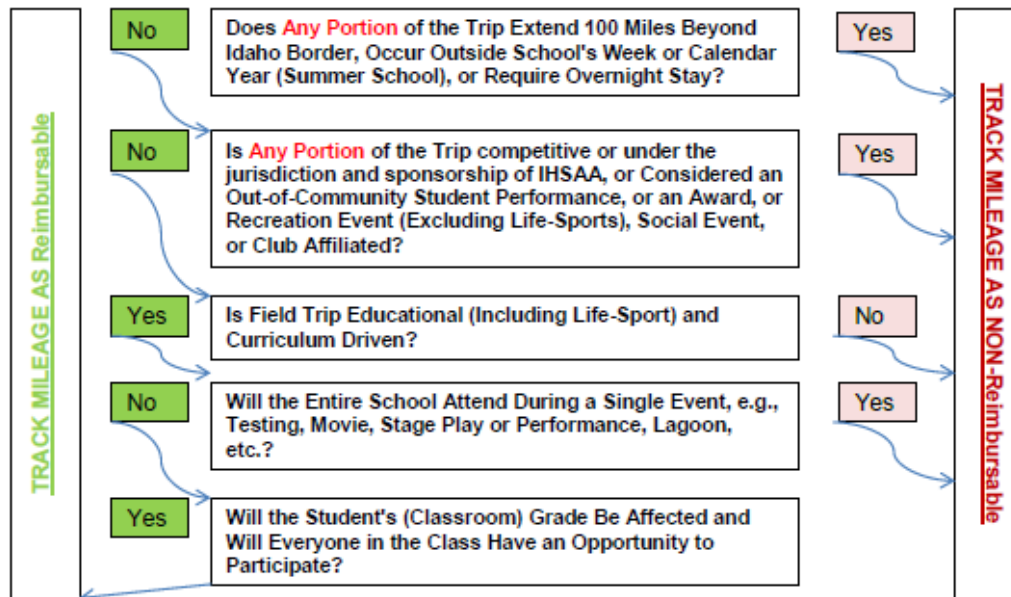 TRACK MILEAGE AS Reimbursable
No
Does Any Portion of the Trip Extend 100 Miles Beyond
Idaho Border, Occur Outside School's Week or Calendar
Year (Summer School), or Require Overnight Stay?
Yes
No
Is Any Portion of the Trip competitive or under the
jurisdiction and sponsorship of IHSAA, or Considered an
Out-of-Community Student Performance, or an Award, or
Recreation Event (Excluding Life-Sports), Social Event,
or Club Affiliated?
Yes
Yes
Is Field Trip Educational (Including Life-Sport) and
Curriculum Driven?
No
No
Will the Entire School Attend During a Single Event, e.g.,
Testing, Movie, Stage Play or Performance, Lagoon,
etc.?
Yes
Yes
Will the Student's (Classroom) Grade Be Affected and
Will Everyone in the Class Have an Opportunity to
Participate?
TRACK MILEAGE AS NON-Reimbursable